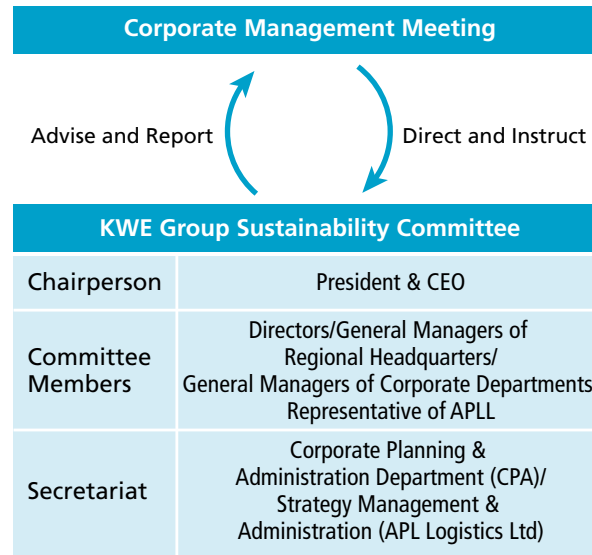 Corporate Management Meeting
Advise and Report
Direct and Instruct
KWE Group Sustainability Committee
Chairperson
President & CEO
Committee
Members
Directors/General Managers of
Regional Headquarters/
General Managers of Corporate Departments
Representative of APLL
Secretariat
Corporate Planning &
Administration Department (CPA)/
Strategy Management &
Administration (APL Logistics Ltd)